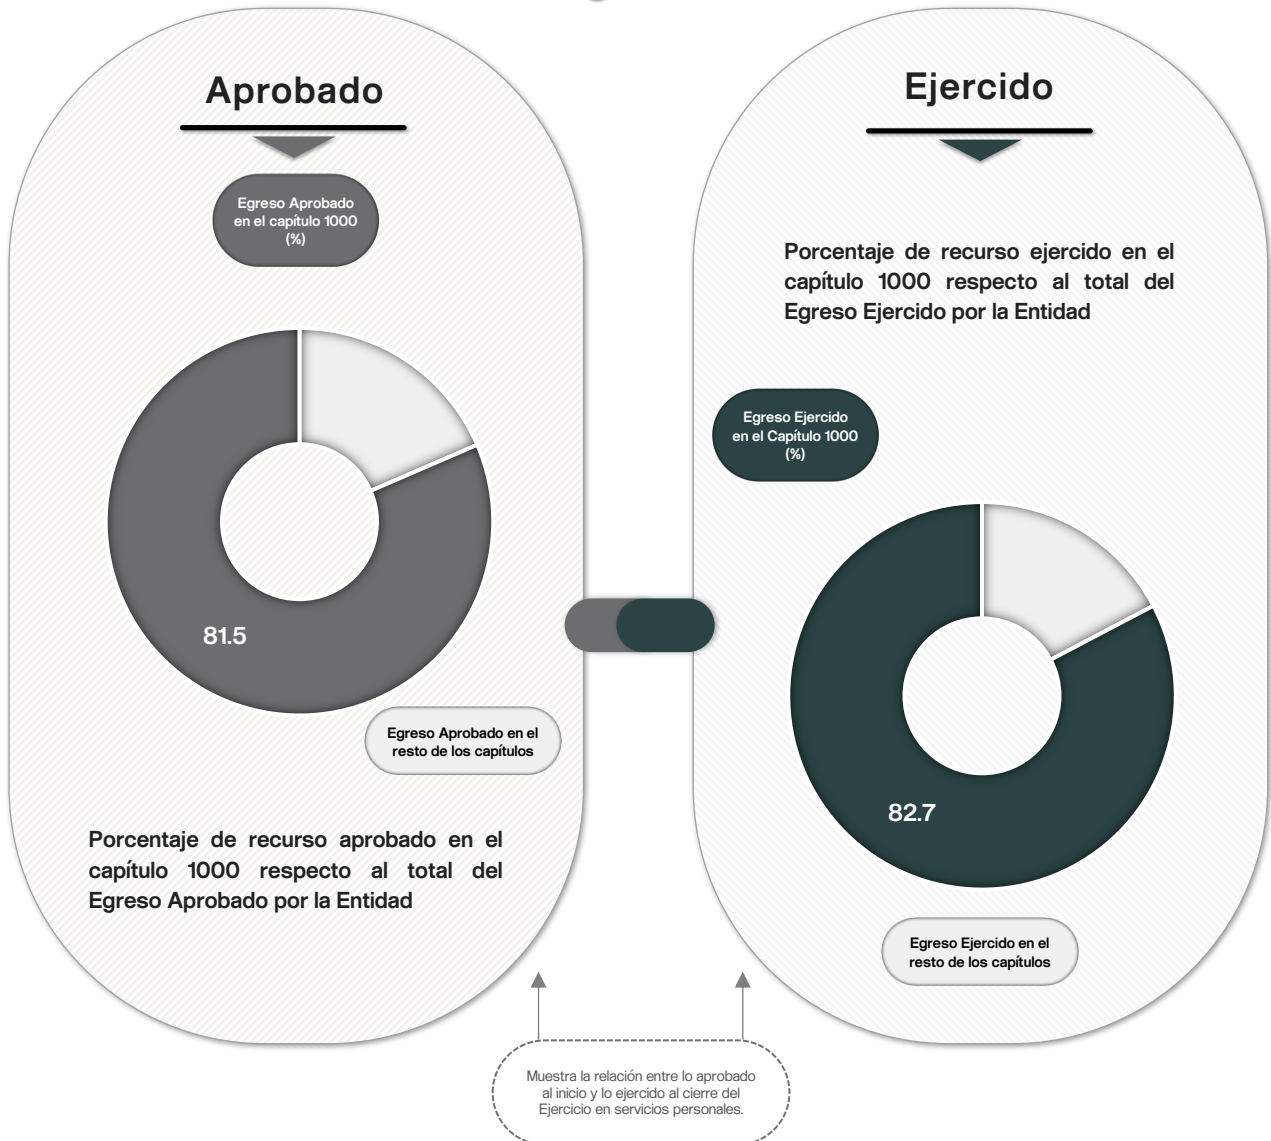 Aprobado
Egreso Aprobado
en el capítulo 1000
(%)
81.5
Egreso Aprobado en el
resto de los capítulos
Porcentaje de recurso aprobado en el
capítulo 1000 respecto al total del
Egreso Aprobado por la Entidad
Ejercido
Porcentaje de recurso ejercido en el
capítulo 1000 respecto al total del
Egreso Ejercido por la Entidad
Egreso Ejercido
en el Capítulo 1000
(%)
82.7
Egreso Ejercido en el
resto de los capítulos
Muestra la relación entre lo aprobado
al inicio y lo ejercido al cierre del
Ejercicio en servicios personales.